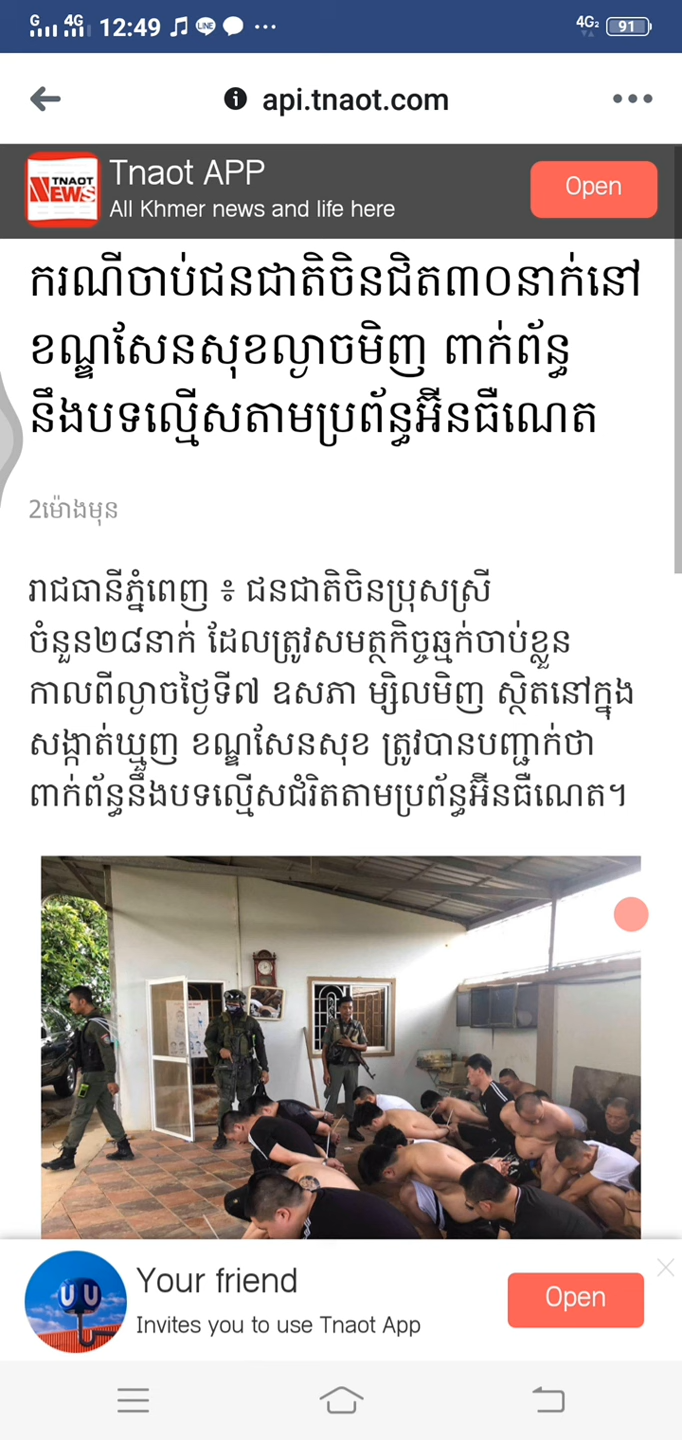 G 4G 12:49 LINE ... 4G2 91
api.tnaot.com
TNAOT NEWS
Tnaot APP
All Khmer news and life here
Open
ករណីចាប់ជនជាតិចិនជិត៣០នាក់នៅ
ខណ្ឌសែនសុខល្ងាចមិញ ពាក់ព័ន្ធ
នឹងបទល្មើសតាមប្រព័ន្ធអ៊ីនធឺណេត
2ម៉ោងមុន
រាជធានីភ្នំពេញ ៖ ជនជាតិចិនប្រុសស្រី
ចំនួន២៨នាក់ ដែលត្រូវសមត្ថកិច្ចឆ្មក់ចាប់ខ្លួន
កាលពីល្ងាចថ្ងៃទី៧ ឧសភា ម្សិលមិញ ស្ថិតនៅក្នុង
សង្កាត់ឃ្មួញ ខណ្ឌសែនសុខ ត្រូវបានបញ្ជាក់ថា
ពាក់ព័ន្ធនឹងបទល្មើសជំរិតតាមប្រព័ន្ធអ៊ីនធឺណេត។
UU
Your friend
Invites you to use Tnaot App
Open